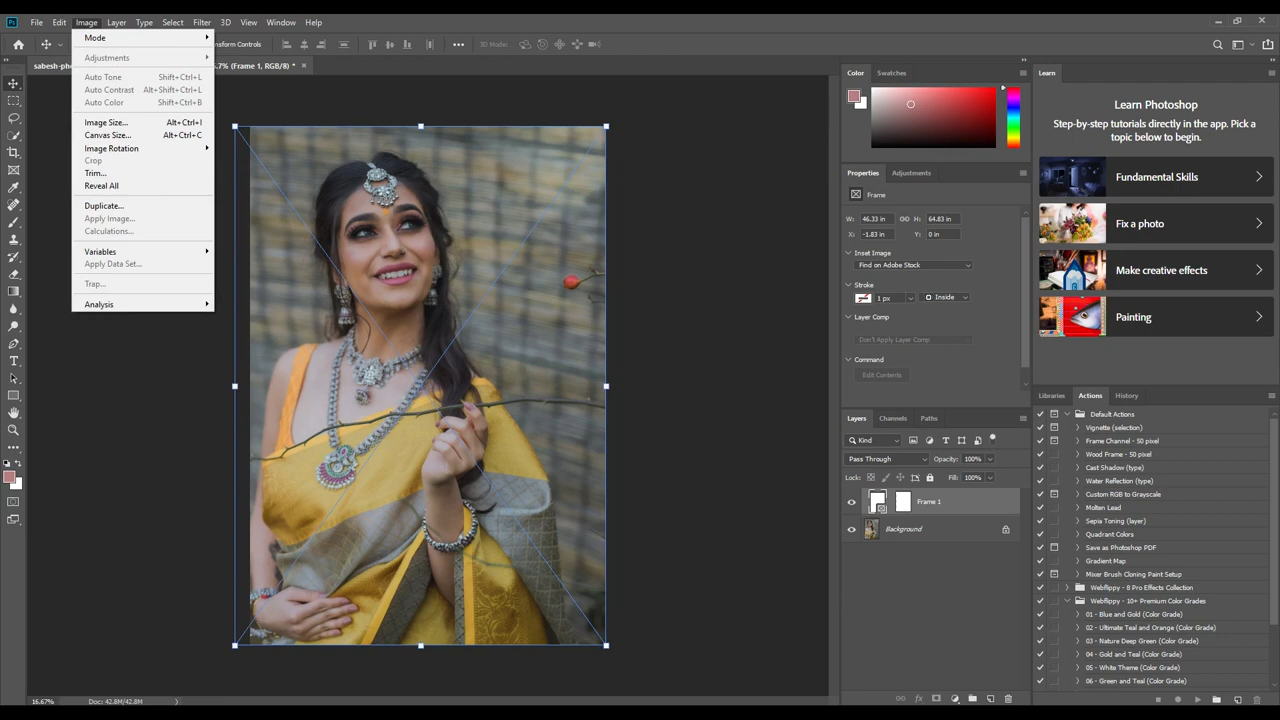 Ps File Edit Image Layer Type Select Filter 3D View Window Help
nsform Controls 3D Mode:
sabesh-ph .7% (Frame 1, RGB/8) *
Mode
Adjustments
Auto Tone Shift+Ctrl+L
Auto Contrast Alt+Shift+Ctrl+L
Auto Color Shift+Ctrl+B
Image Size... Alt+Ctrl+I
Canvas Size... Alt+Ctrl+C
Image Rotation
Crop
Trim...
Reveal All
Duplicate...
Apply Image...
Calculations...
Variables
Apply Data Set...
Trap...
Analysis
16.67% Doc: 42.8M/42.8M
Color Swatches
Properties Adjustments
Frame
W: 46.33 in H: 64.83 in
X: -1.83 in Y: 0 in
Inset Image
Find on Adobe Stock
Stroke
1 px Inside
Layer Comp
Don't Apply Layer Comp
Command
Edit Contents
Layers Channels Paths
Kind
Pass Through Opacity: 100%
Lock: Fill: 100%
Frame 1
Background
Learn
Learn Photoshop
Step-by-step tutorials directly in the app. Pick a
topic below to begin.
Fundamental Skills
Fix a photo
Make creative effects
Painting
Libraries Actions History
Default Actions
Vignette (selection)
Frame Channel - 50 pixel
Wood Frame - 50 pixel
Cast Shadow (type)
Water Reflection (type)
Custom RGB to Grayscale
Molten Lead
Sepia Toning (layer)
Quadrant Colors
Save as Photoshop PDF
Gradient Map
Mixer Brush Cloning Paint Setup
Webflippy - 8 Pro Effects Collection
Webflippy - 10+ Premium Color Grades
01 - Blue and Gold (Color Grade)
02 - Ultimate Teal and Orange (Color Grade)
03 - Nature Deep Green (Color Grade)
04 - Gold and Teal (Color Grade)
05 - White Theme (Color Grade)
06 - Green and Teal (Color Grade)